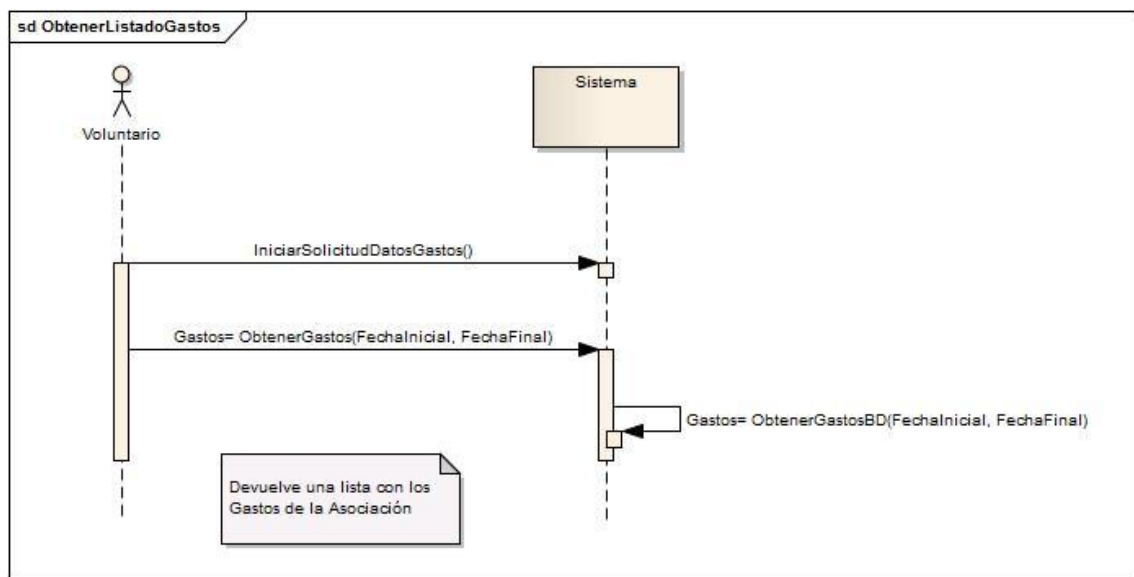 sd ObtenerListadoGastos
Voluntario
Sistema
IniciarSolicitudDatosGastos()
Gastos= ObtenerGastos(FechaInicial, FechaFinal)
Gastos= ObtenerGastosBD(FechaInicial, FechaFinal)
Devuelve una lista con los
Gastos de la Asociación